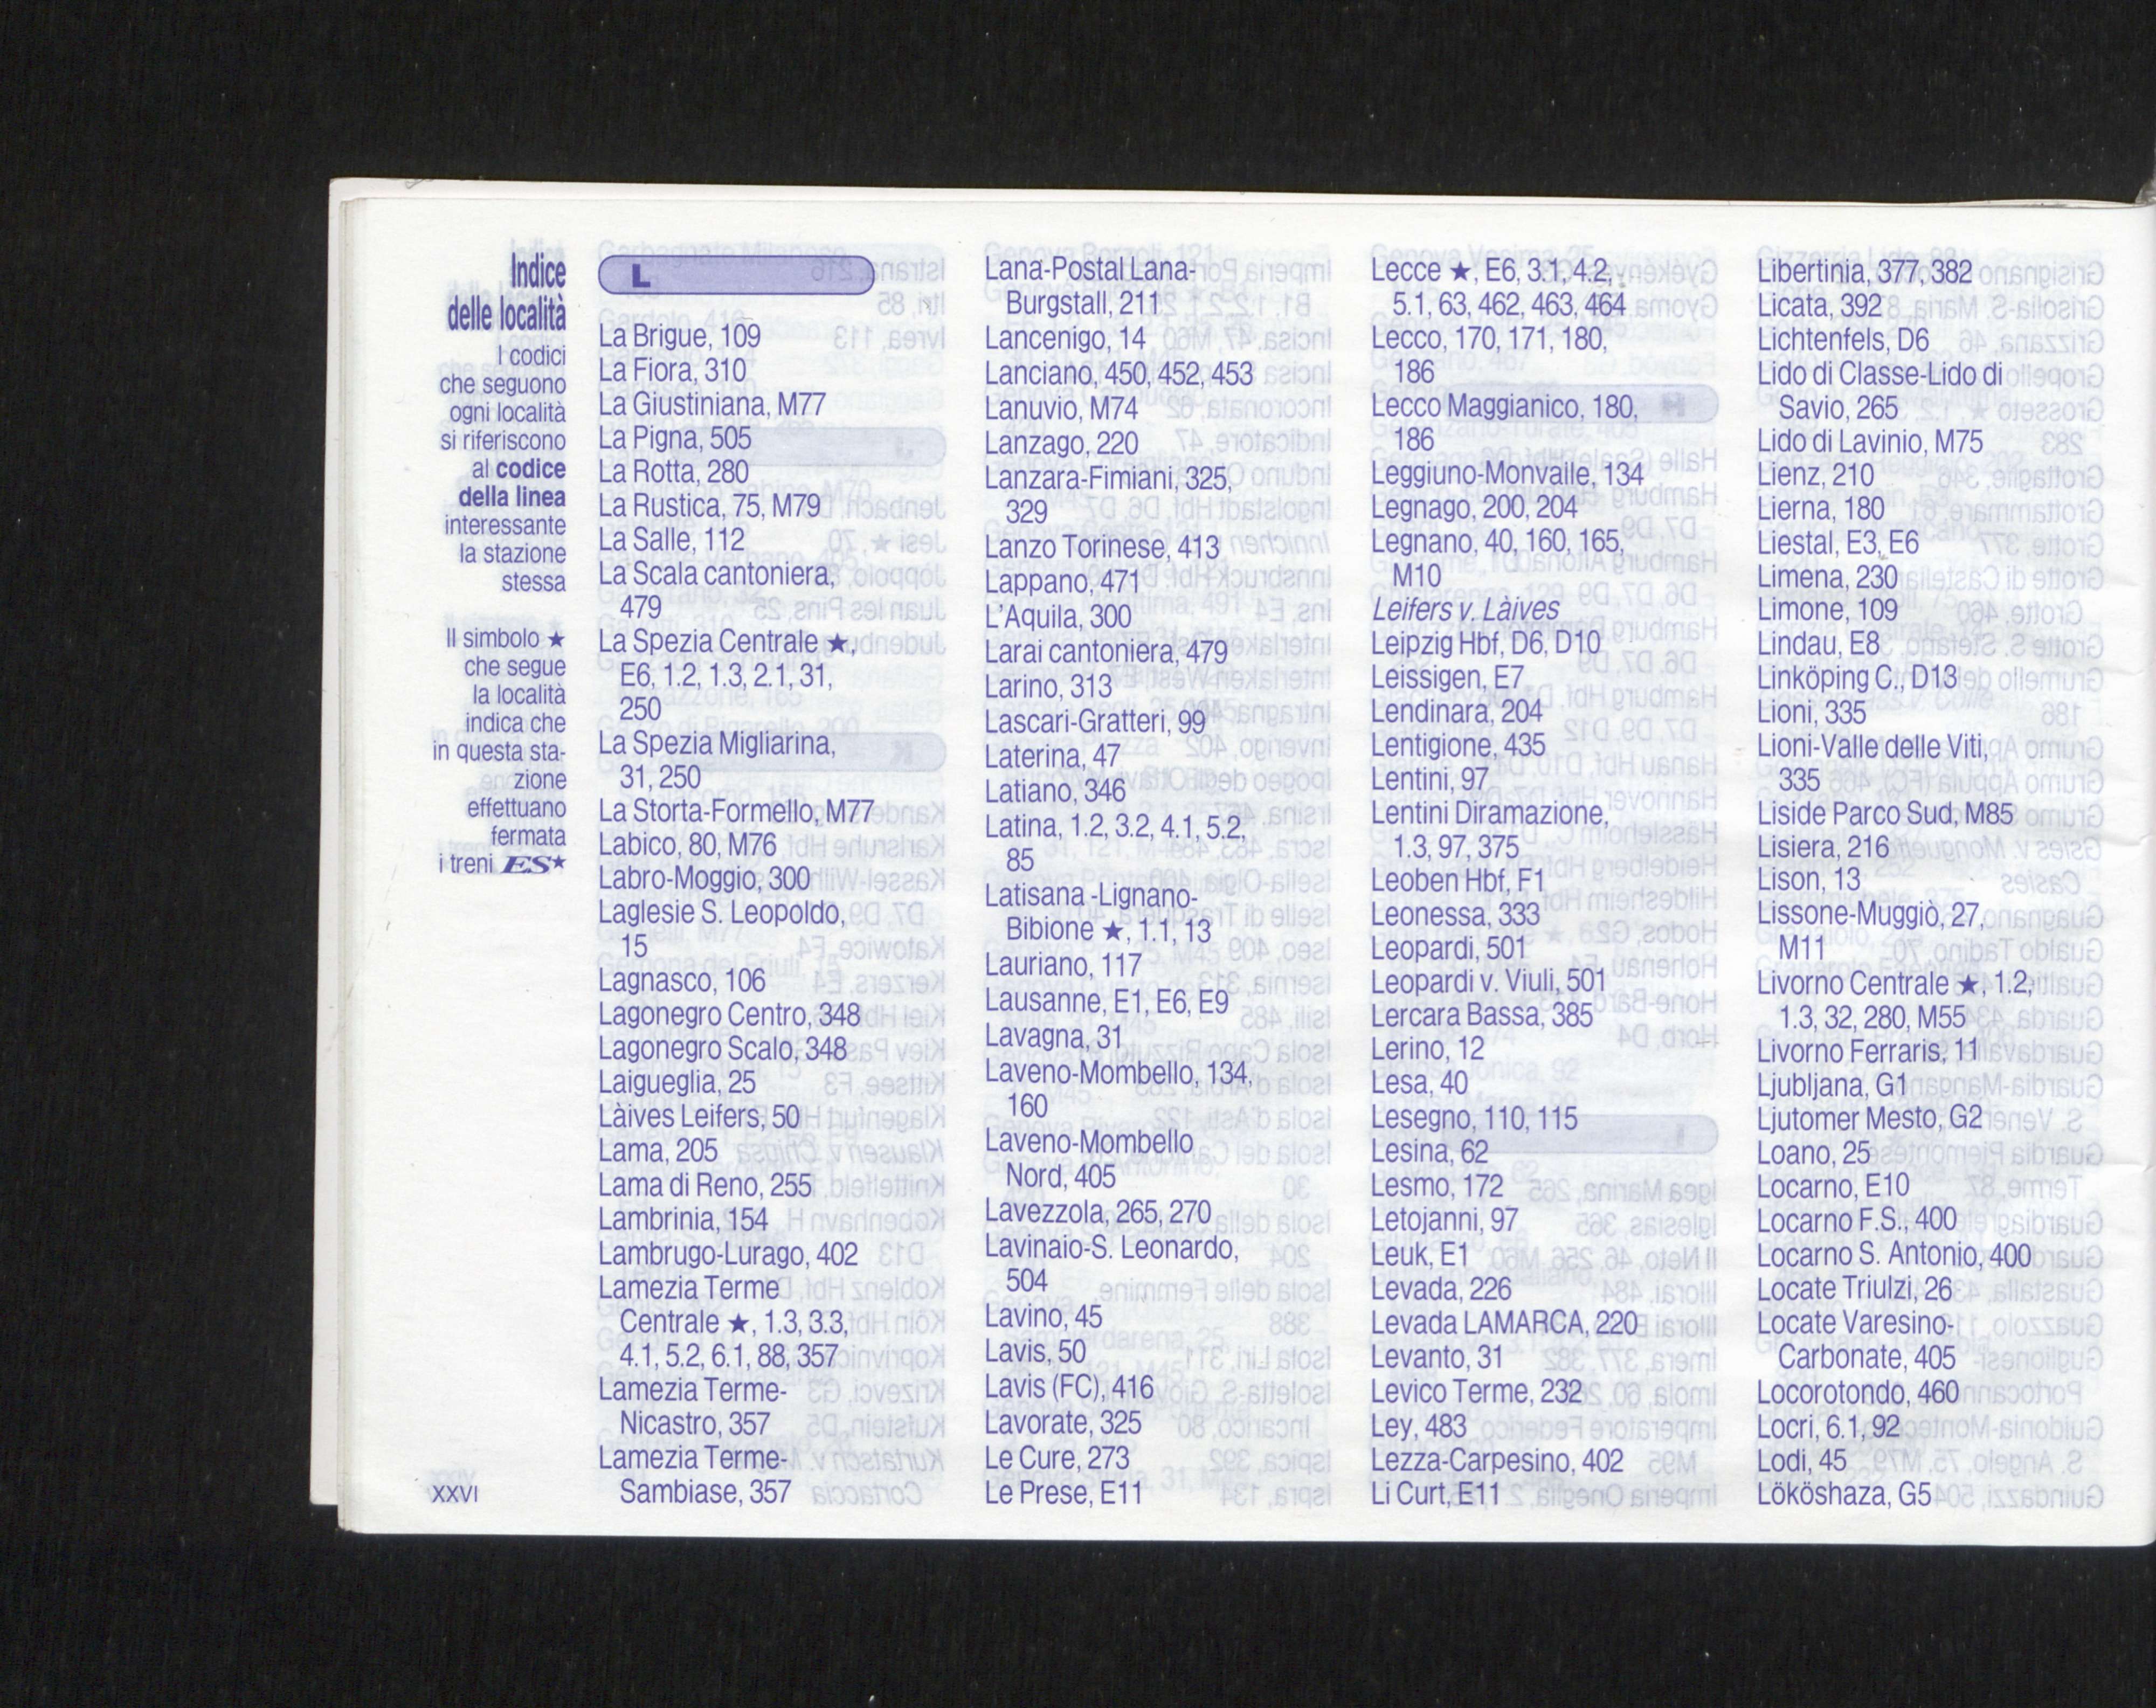 Indice
delle località
I codici
che seguono
ogni località
si riferiscono
al codice
della linea
interessante
la stazione
stessa
Il simbolo ★
che segue
la località
indica che
in questa sta-
zione
effettuano
fermata
i treni ES★
XXVI
L
La Brigue, 109
La Fiora, 310
La Giustiniana, M77
La Pigna, 505
La Rotta, 280
La Rustica, 75, M79
La Salle, 112
La Scala cantoniera,
479
La Spezia Centrale ★,
E6, 1.2, 1.3, 2.1, 31,
250
La Spezia Migliarina,
31, 250
La Storta-Formello, M77
Labico, 80, M76
Labro-Moggio, 300
Laglesie S. Leopoldo,
15
Lagnasco, 106
Lagonegro Centro, 348
Lagonegro Scalo, 348
Laigueglia, 25
Làives Leifers, 50
Lama, 205
Lama di Reno, 255
Lambrinia, 154
Lambrugo-Lurago, 402
Lamezia Terme
Centrale ★, 1.3, 3.3,
4.1, 5.2, 6.1, 88, 357
Lamezia Terme-
Nicastro, 357
Lamezia Terme-
Sambiase, 357
Lana-Postal Lana-
Burgstall, 211
Lancenigo, 14
Lanciano, 450, 452, 453
Lanuvio, M74
Lanzago, 220
Lanzara-Fimiani, 325,
329
Lanzo Torinese, 413
Lappano, 471
L'Aquila, 300
Larai cantoniera, 479
Larino, 313
Lascari-Gratteri, 99
Laterina, 47
Latiano, 346
Latina, 1.2, 3.2, 4.1, 5.2,
85
Latisana -Lignano-
Bibione ★, 1.1, 13
Lauriano, 117
Lausanne, E1, E6, E9
Lavagna, 31
Laveno-Mombello, 134,
160
Laveno-Mombello
Nord, 405
Lavezzola, 265, 270
Lavinaio-S. Leonardo,
504
Lavino, 45
Lavis, 50
Lavis (FC), 416
Lavorate, 325
Le Cure, 273
Le Prese, E11
Lecce ★, E6, 3.1, 4.2,
5.1, 63, 462, 463, 464
Lecco, 170, 171, 180,
186
Lecco Maggianico, 180,
186
Leggiuno-Monvalle, 134
Legnago, 200, 204
Legnano, 40, 160, 165,
M10
Leifers v. Làives
Leipzig Hbf, D6, D10
Leissigen, E7
Lendinara, 204
Lentigione, 435
Lentini, 97
Lentini Diramazione,
1.3, 97, 375
Leoben Hbf, F1
Leonessa, 333
Leopardi, 501
Leopardi v. Viuli, 501
Lercara Bassa, 385
Lerino, 12
Lesa, 40
Lesegno, 110, 115
Lesina, 62
Lesmo, 172
Letojanni, 97
Leuk, E1
Levada, 226
Levada LAMARCA, 220
Levanto, 31
Levico Terme, 232
Ley, 483
Lezza-Carpesino, 402
Li Curt, E11
Libertinia, 377, 382
Licata, 392
Lichtenfels, D6
Lido di Classe-Lido di
Savio, 265
Lido di Lavinio, M75
Lienz, 210
Lierna, 180
Liestal, E3, E6
Limena, 230
Limone, 109
Lindau, E8
Linköping C., D13
Lioni, 335
Lioni-Valle delle Viti,
335
Liside Parco Sud, M85
Lisiera, 216
Lison, 13
Lissone-Muggiò, 27,
M11
Livorno Centrale ★, 1.2,
1.3, 32, 280, M55
Livorno Ferraris, 11
Ljubljana, G1
Ljutomer Mesto, G2
Loano, 25
Locarno, E10
Locarno F.S., 400
Locarno S. Antonio, 400
Locate Triulzi, 26
Locate Varesino-
Carbonate, 405
Locorotondo, 460
Locri, 6.1, 92
Lodi, 45
Lököshaza, G5